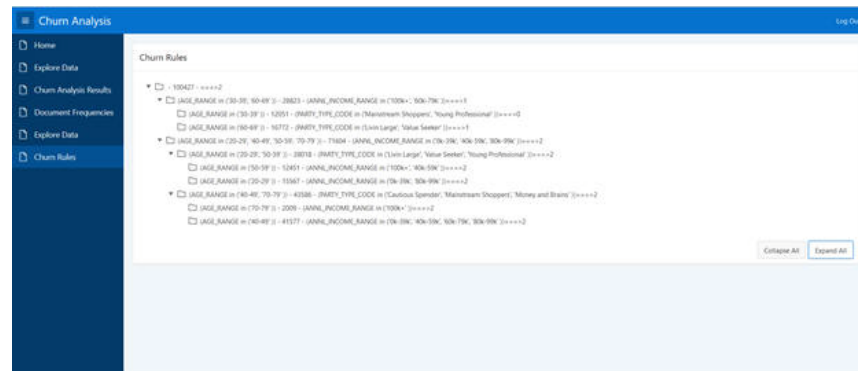 Churn Analysis
Log Ou
Home
Explore Data
Churn Analysis Results
Document Frequencies
Explore Data
Churn Rules
Churn Rules
- 100427 - ====2
(AGE_RANGE in ('30-39', '60-69' )) - 28823 - (ANNL_INCOME_RANGE in ('100k+', '60k-79k' ))====1
(AGE_RANGE in ('30-39' )) - 12051 - (PARTY_TYPE_CODE in ('Mainstream Shoppers', 'Young Professional' ))====0
(AGE_RANGE in ('60-69' )) - 16772 - (PARTY_TYPE_CODE in ('Livin Large', 'Value Seeker' ))====1
(AGE_RANGE in ('20-29', '40-49', '50-59', '70-79' )) - 71604 - (ANNL_INCOME_RANGE in ('0k-39k', '40k-59k', '80k-99k' ))====2
(AGE_RANGE in ('20-29', '50-59' )) - 28018 - (PARTY_TYPE_CODE in ('Livin Large', 'Value Seeker', 'Young Professional' ))====2
(AGE_RANGE in ('50-59' )) - 12451 - (ANNL_INCOME_RANGE in ('100k+', '40k-59k' ))====2
(AGE_RANGE in ('20-29' )) - 15567 - (ANNL_INCOME_RANGE in ('0k-39k', '80k-99k' ))====2
(AGE_RANGE in ('40-49', '70-79' )) - 43586 - (PARTY_TYPE_CODE in ('Cautious Spender', 'Mainstream Shoppers', 'Money and Brains' ))====2
(AGE_RANGE in ('70-79' )) - 2009 - (ANNL_INCOME_RANGE in ('100k+' ))====2
(AGE_RANGE in ('40-49' )) - 41577 - (ANNL_INCOME_RANGE in ('0k-39k', '40k-59k', '60k-79k', '80k-99k' ))====2
Collapse All
Expand All